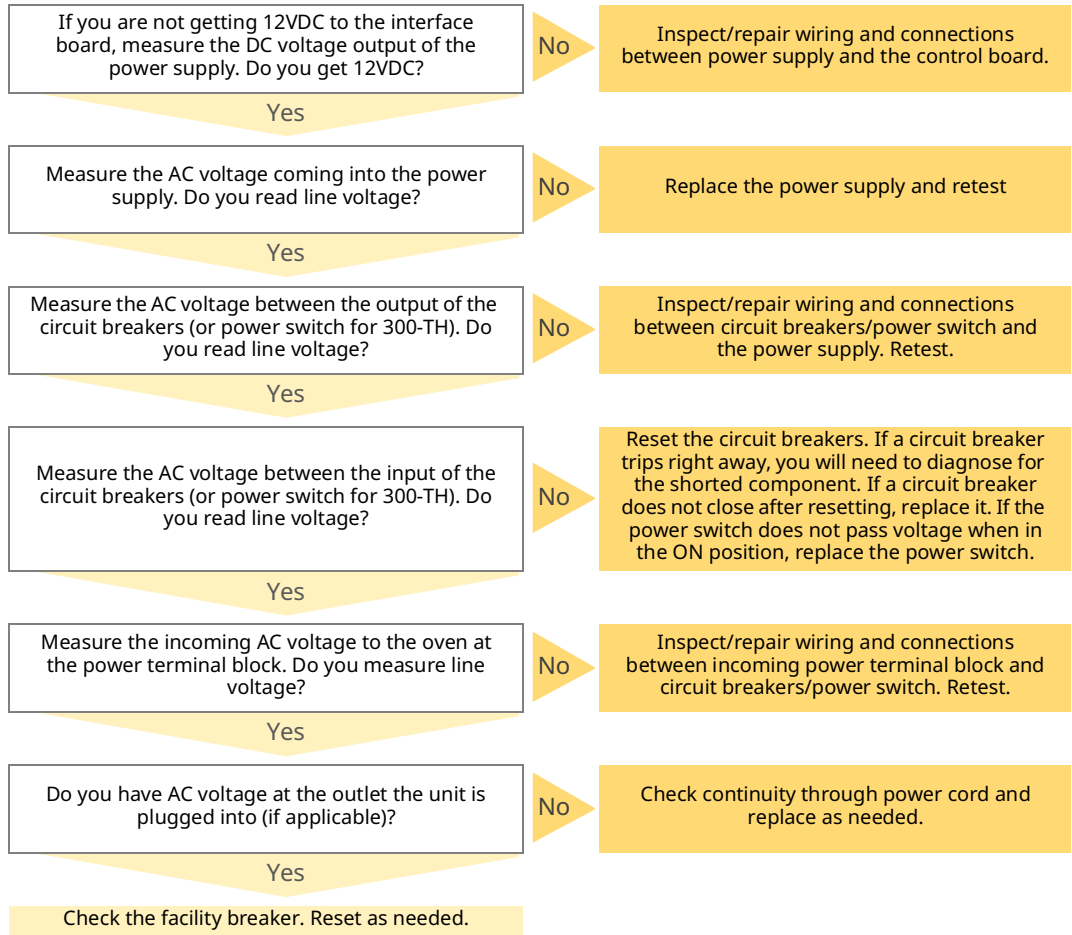 If you are not getting 12VDC to the interface
board, measure the DC voltage output of the
power supply. Do you get 12VDC?
No
Inspect/repair wiring and connections
between power supply and the control board.
Yes
Measure the AC voltage coming into the power
supply. Do you read line voltage?
No
Replace the power supply and retest
Yes
Measure the AC voltage between the output of the
circuit breakers (or power switch for 300-TH). Do
you read line voltage?
No
Inspect/repair wiring and connections
between circuit breakers/power switch and
the power supply. Retest.
Yes
Measure the AC voltage between the input of the
circuit breakers (or power switch for 300-TH). Do
you read line voltage?
No
Reset the circuit breakers. If a circuit breaker
trips right away, you will need to diagnose for
the shorted component. If a circuit breaker
does not close after resetting, replace it. If the
power switch does not pass voltage when in
the ON position, replace the power switch.
Yes
Measure the incoming AC voltage to the oven at
the power terminal block. Do you measure line
voltage?
No
Inspect/repair wiring and connections
between incoming power terminal block and
circuit breakers/power switch. Retest.
Yes
Do you have AC voltage at the outlet the unit is
plugged into (if applicable)?
No
Check continuity through power cord and
replace as needed.
Yes
Check the facility breaker. Reset as needed.